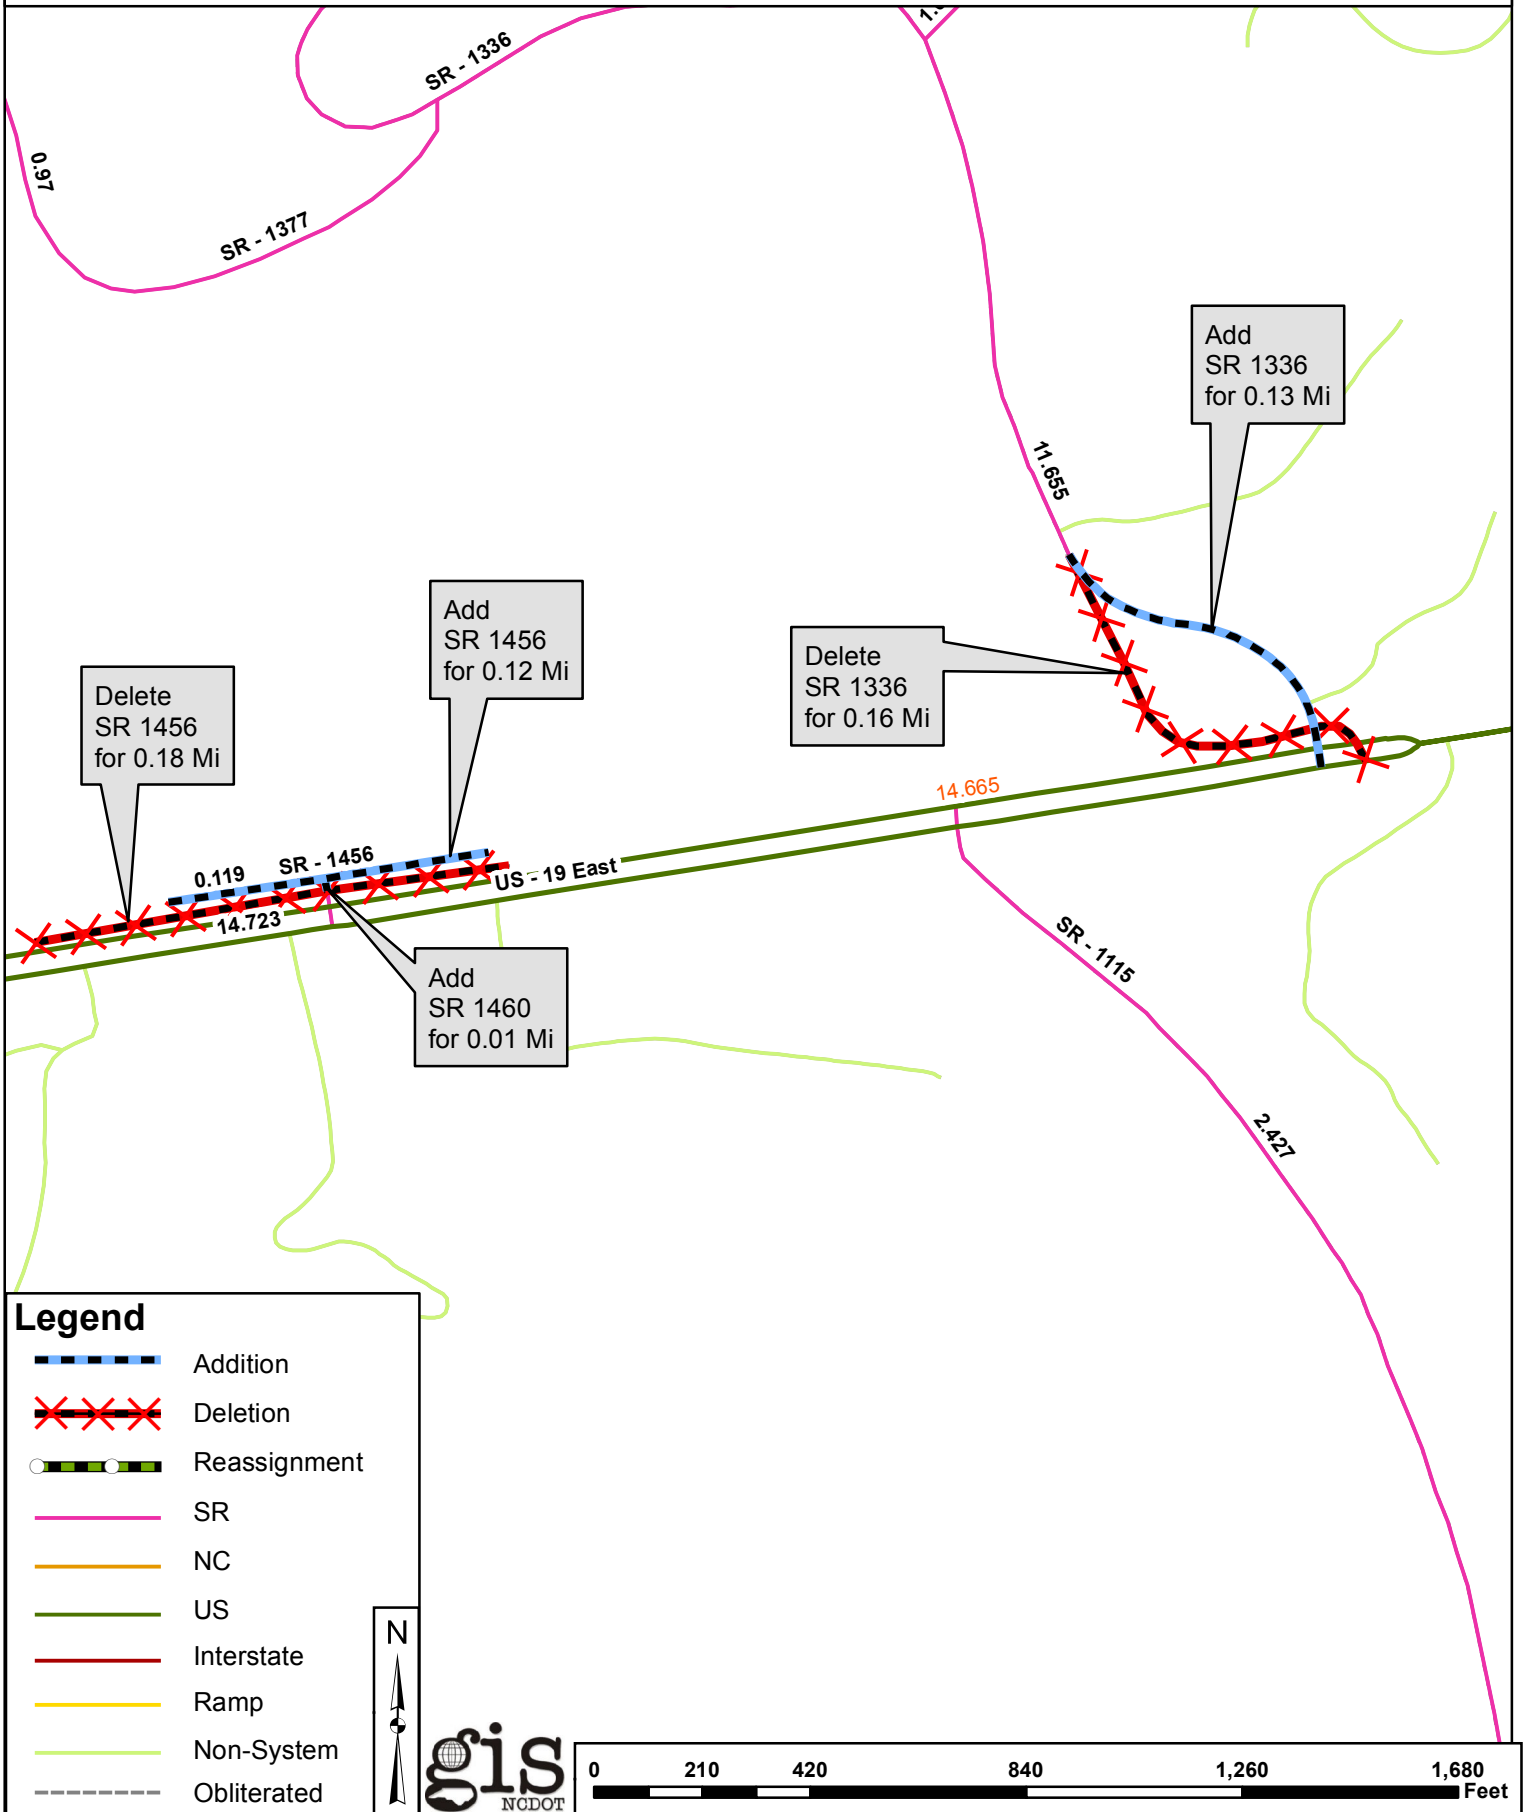 SR - 1336
0.97
SR - 1377
Add
SR 1336
for 0.13 Mi
11.655
Add
SR 1456
for 0.12 Mi
Delete
SR 1336
for 0.16 Mi
Delete
SR 1456
for 0.18 Mi
14.665
0.119
SR - 1456
US - 19 East
14.723
SR - 1115
Add
SR 1460
for 0.01 Mi
2.427
Legend
Addition
Deletion
Reassignment
SR
NC
US
Interstate
Ramp
Non-System
Obliterated
N
gis
NCDOT
0 210 420 840 1,260 1,680
Feet